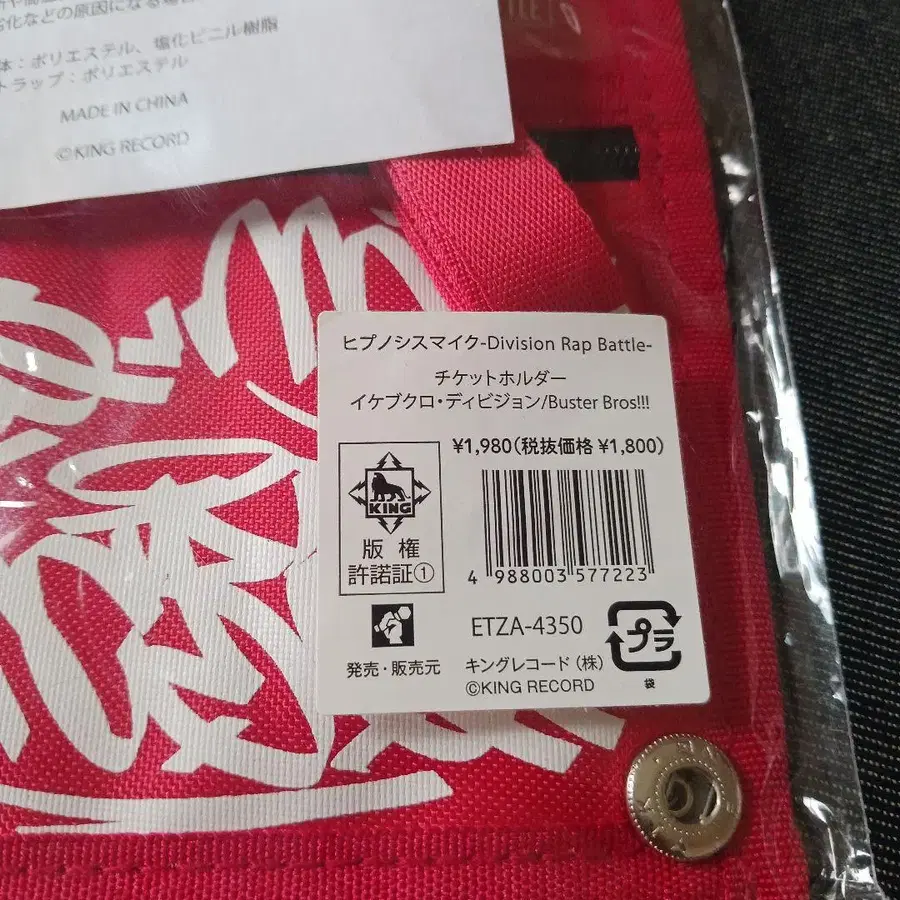 劣化などの原因になる場合
体：ポリエステル、塩化ビニル樹脂
トラップ：ポリエステル
MADE IN CHINA
©KING RECORD
ヒプノシスマイク-Division Rap Battle-
チケットホルダー
イケブクロ・ディビジョン/Buster Bros!!!
¥1,980(税抜価格 ¥1,800)
KING
版権
許諾証①
4 988003 577223
ETZA-4350
プラ
袋
発売・販売元
キングレコード（株）
©KING RECORD